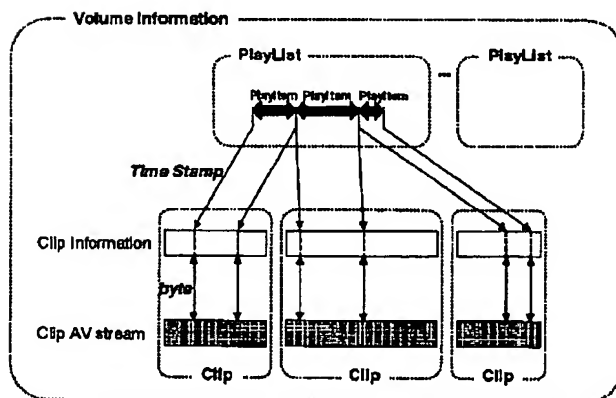 Volume Information
PlayList
PlayList
PlayItem PlayItem PlayItem
Time Stamp
Clip Information
byte
Clip AV stream
Clip
Clip
Clip